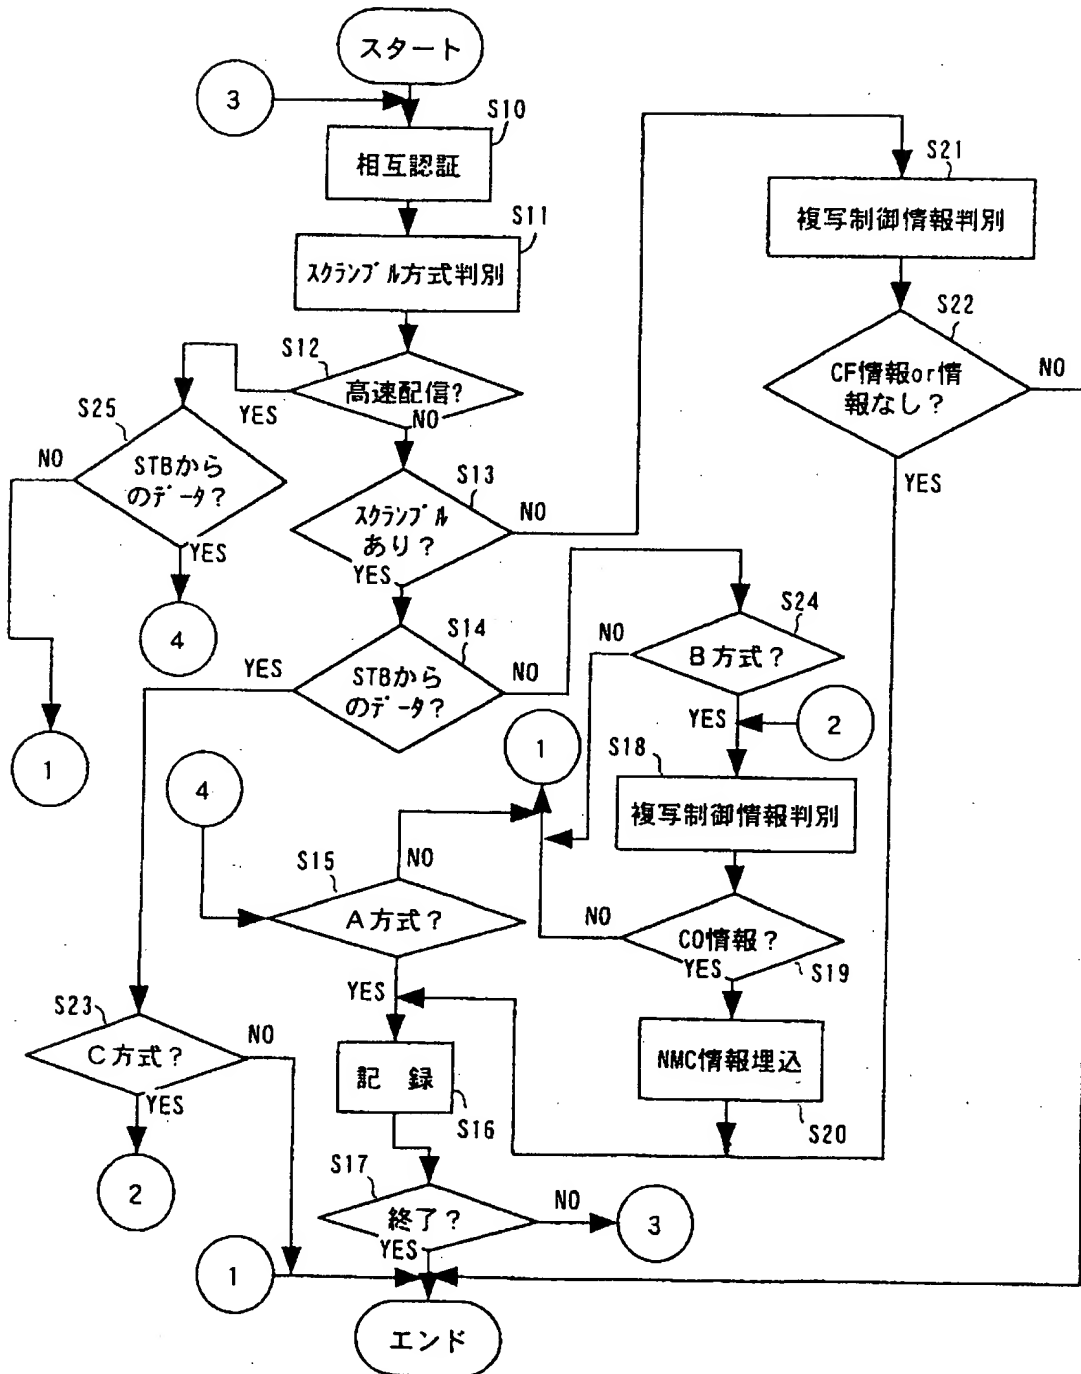 スタート
3
S10
相互認証
S11
スクランブル方式判別
S12
高速配信?
YES
NO
S25
STBから
のデータ?
NO
YES
4
1
S13
スクランブル
あり?
NO
YES
S21
複写制御情報判別
S22
CF情報or情
報なし?
NO
YES
S14
STBから
のデータ?
YES
NO
S24
B方式?
NO
YES
2
1
S18
複写制御情報判別
4
S15
A方式?
NO
YES
CO情報?
NO
YES
S19
NMC情報埋込
S20
S23
C方式?
NO
YES
2
記 録
S16
S17
終了?
NO
3
YES
1
エンド